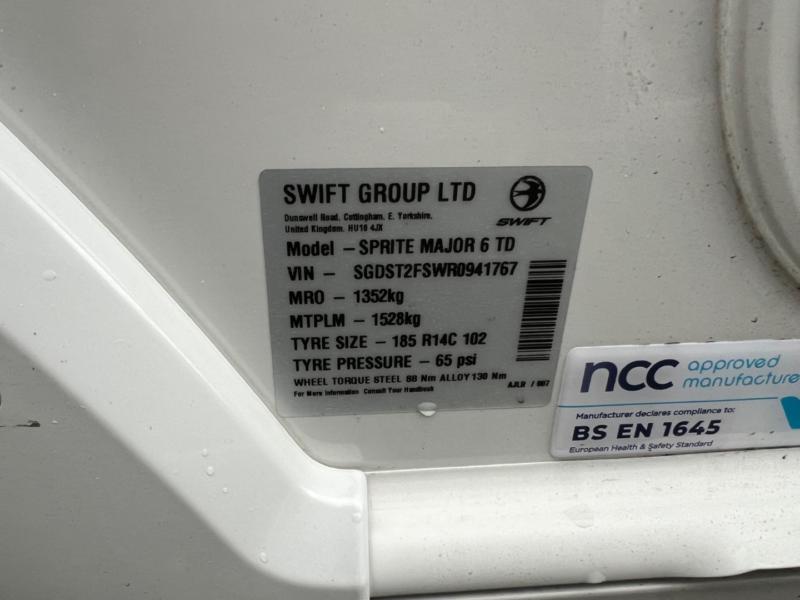 SWIFT GROUP LTD
SWIFT
Dunswell Road, Cottingham, E. Yorkshire,
United Kingdom. HU16 4JX
Model - SPRITE MAJOR 6 TD
VIN - SGDST2FSWR0941767
MRO - 1352kg
MTPLM - 1528kg
TYRE SIZE - 185 R14C 102
TYRE PRESSURE - 65 psi
WHEEL TORQUE STEEL 88 Nm ALLOY 130 Nm
For More Information Consult Your Handbook
AJLR / 007
ncc approved
manufacture
Manufacturer declares compliance to:
BS EN 1645
European Health & Safety Standard